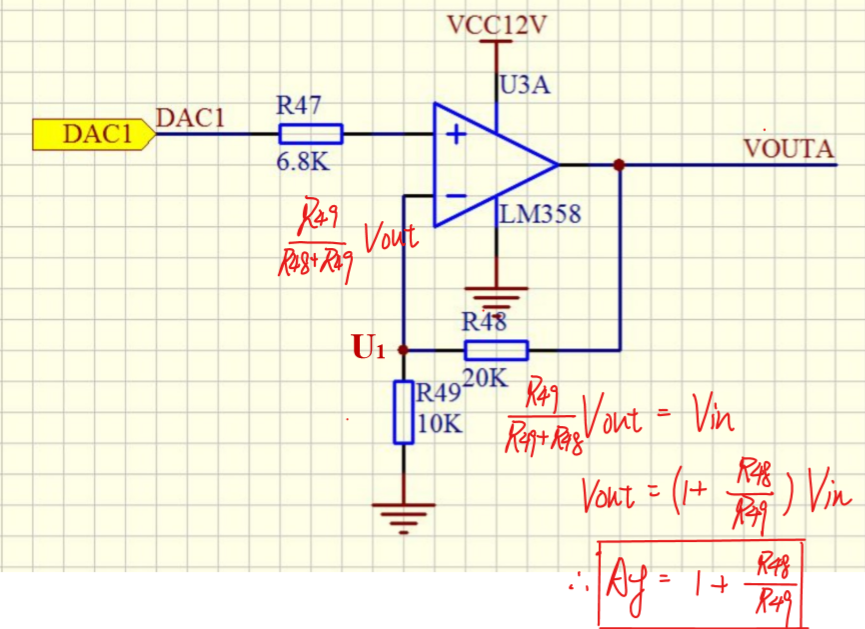 VCC12V
U3A
R47
DAC1
DAC1
6.8K
+
−
VOUTA
LM358
R49
R48+R49
Vout
R48
U1
20K
R49
10K
R49
R49+R48
Vout = Vin
Vout = (1+ R48/R49) Vin
∴ Af = 1 + R48/R49